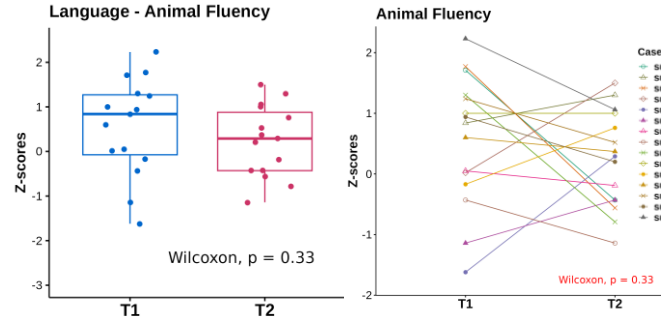 Language - Animal Fluency
Z-scores
2
1
0
-1
-2
-3
Wilcoxon, p = 0.33
T1
T2
Animal Fluency
Z-scores
2
1
0
-1
-2
Wilcoxon, p = 0.33
T1
T2